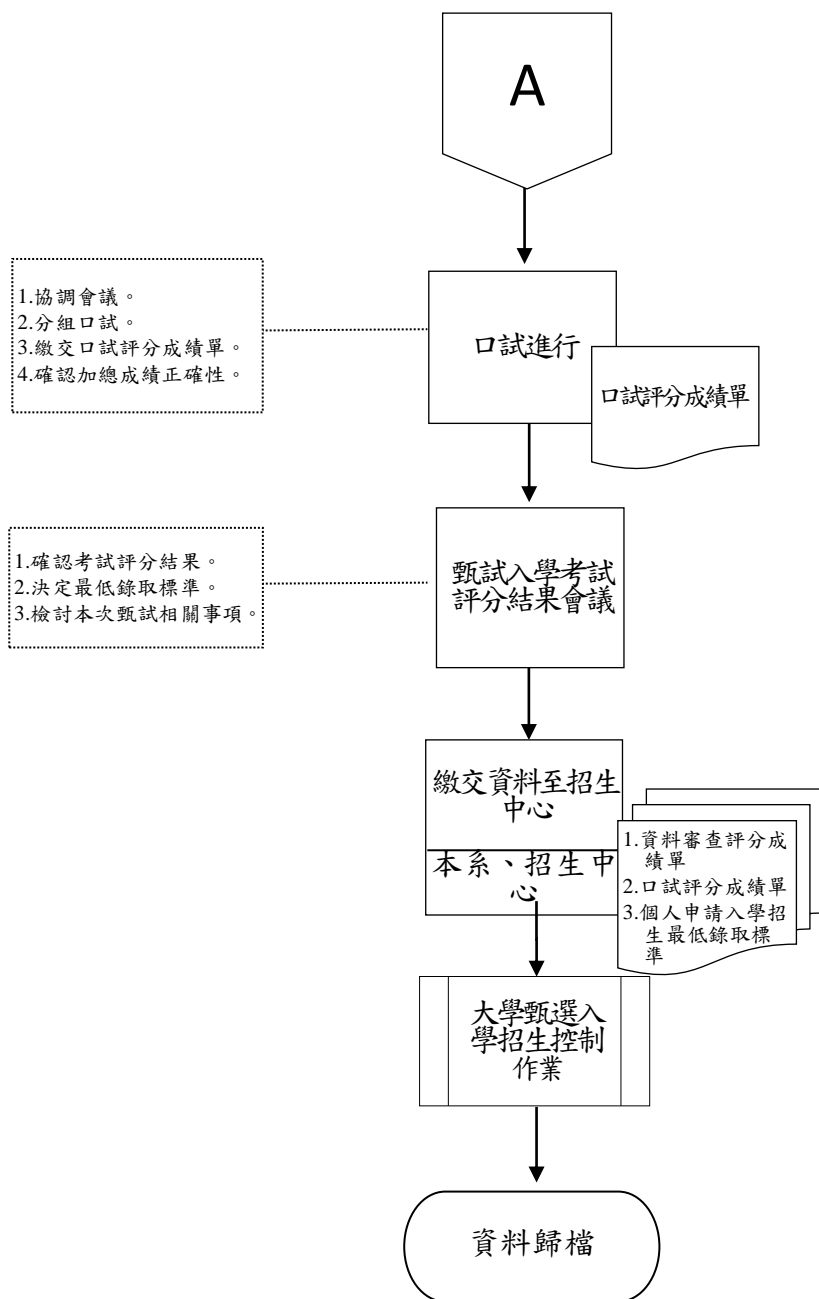 A
1.協調會議。
2.分組口試。
3.繳交口試評分成績單。
4.確認加總成績正確性。
口試進行
口試評分成績單
1.確認考試評分結果。
2.決定最低錄取標準。
3.檢討本次甄試相關事項。
甄試入學考試
評分結果會議
繳交資料至招生
中心
本系、招生中
心
1.資料審查評分成
績單
2.口試評分成績單
3.個人申請入學招
生最低錄取標
準
大學甄選入
學招生控制
作業
資料歸檔